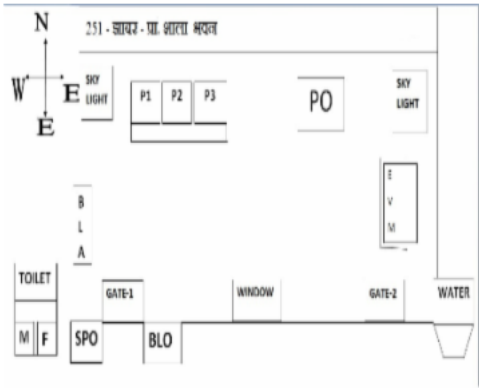 N
251 - झावर - प्रा. शाला भवन
W
E
E
SKY
LIGHT
P1
P2
P3
PO
SKY
LIGHT
B
L
A
E
V
M
TOILET
GATE-1
WINDOW
GATE-2
WATER
M
F
SPO
BLO